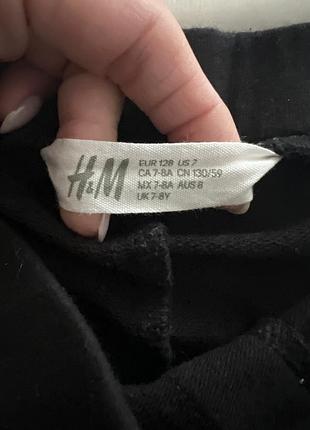 H&M
EUR 128 US 7
CA 7-8A CN 130/59
MX 7-8A AUS 8
UK 7-8Y